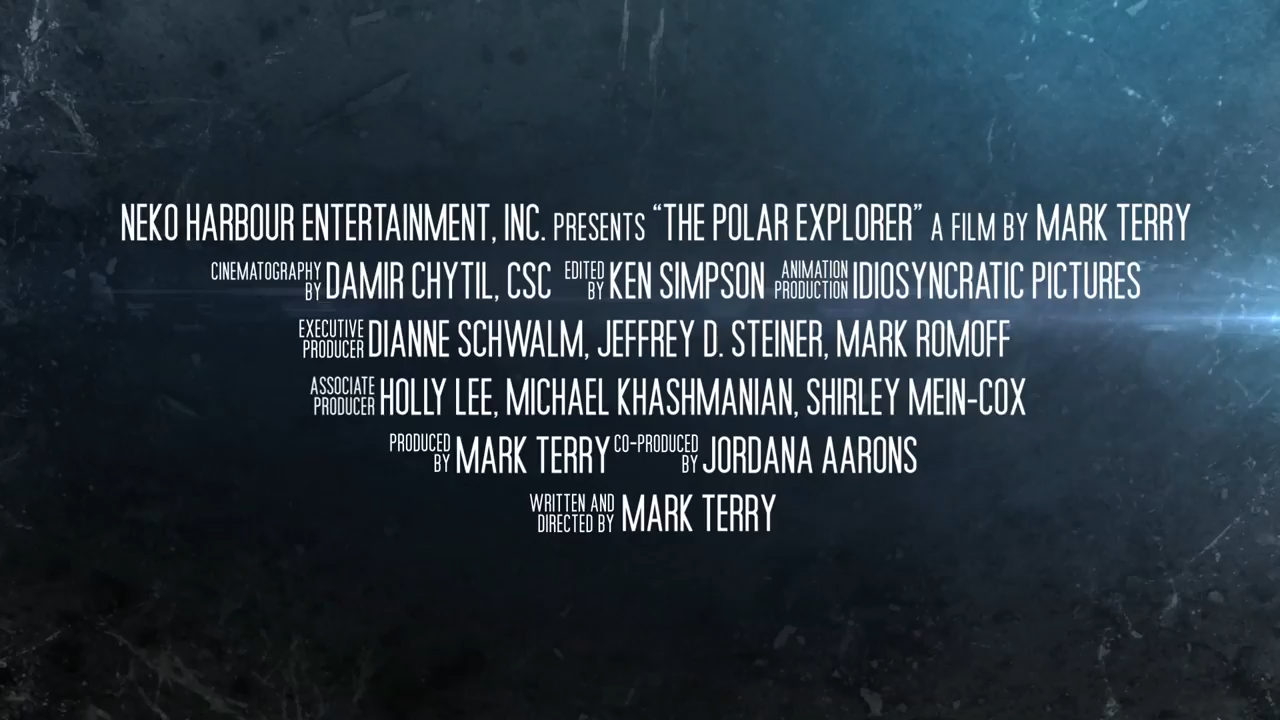 NEKO HARBOUR ENTERTAINMENT, INC. PRESENTS “THE POLAR EXPLORER” A FILM BY MARK TERRY
CINEMATOGRAPHY BY DAMIR CHYTIL, CSC EDITED BY KEN SIMPSON ANIMATION PRODUCTION IDIOSYNCRATIC PICTURES
EXECUTIVE PRODUCER DIANNE SCHWALM, JEFFREY D. STEINER, MARK ROMOFF
ASSOCIATE PRODUCER HOLLY LEE, MICHAEL KHASHMANIAN, SHIRLEY MEIN-COX
PRODUCED BY MARK TERRY CO-PRODUCED BY JORDANA AARONS
WRITTEN AND DIRECTED BY MARK TERRY